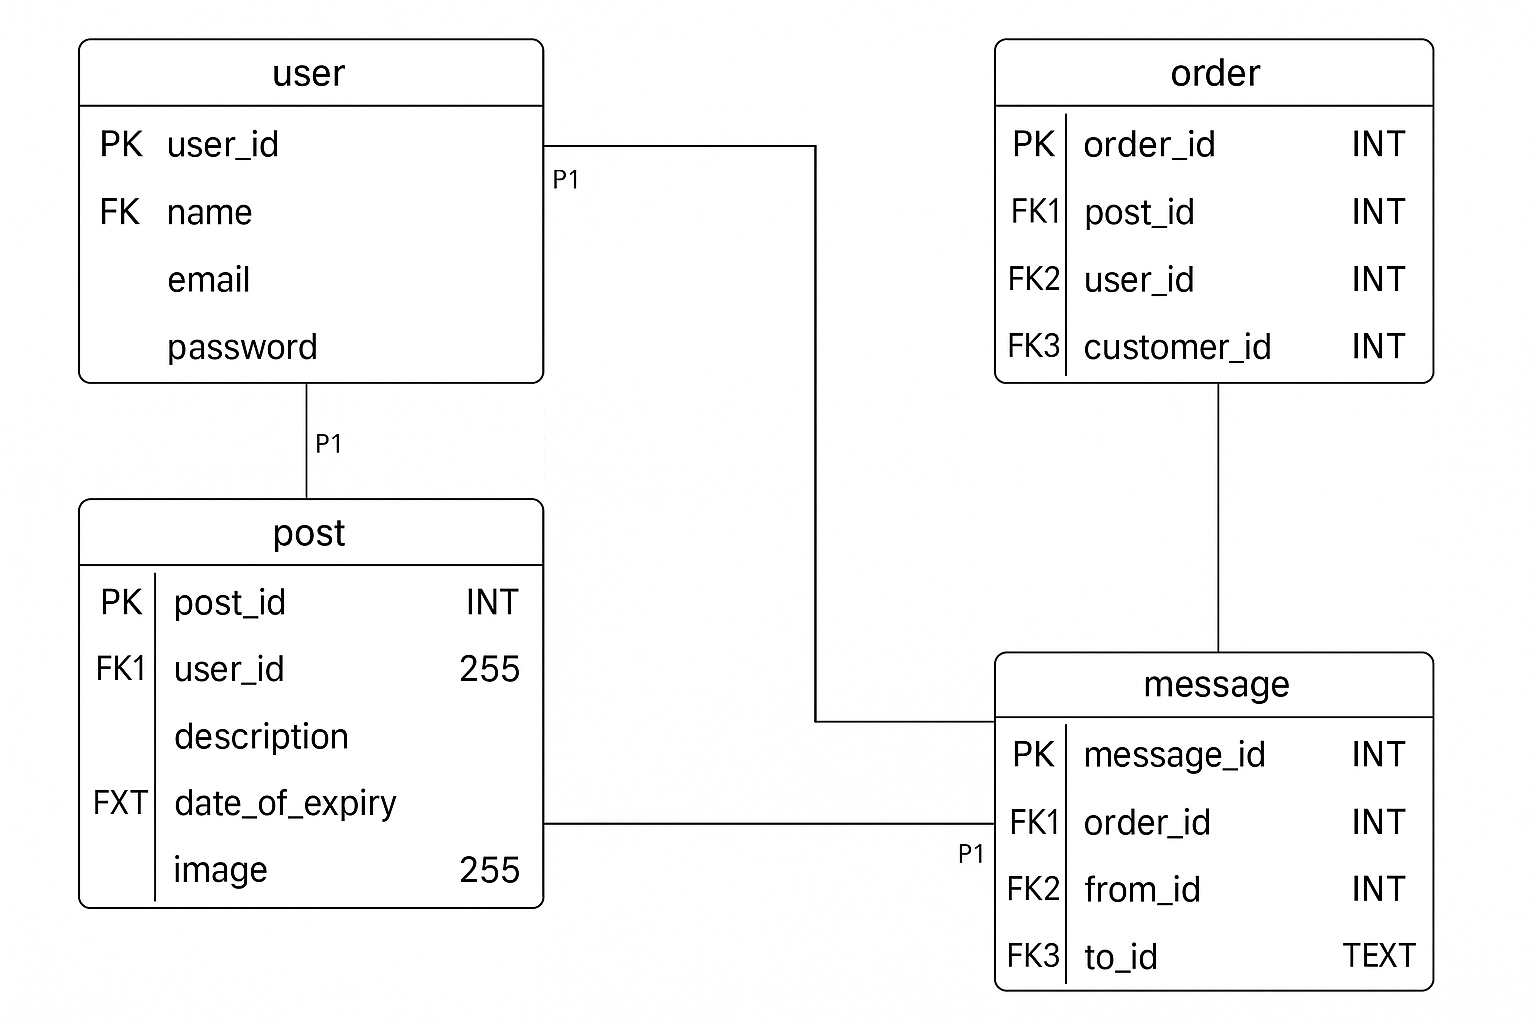 user
PK user_id
FK name
email
password
P1
P1
post
PK post_id INT
FK1 user_id 255
description
FXT date_of_expiry
image 255
order
PK order_id INT
FK1 post_id INT
FK2 user_id INT
FK3 customer_id INT
message
PK message_id INT
FK1 order_id INT
FK2 from_id INT
FK3 to_id TEXT
P1